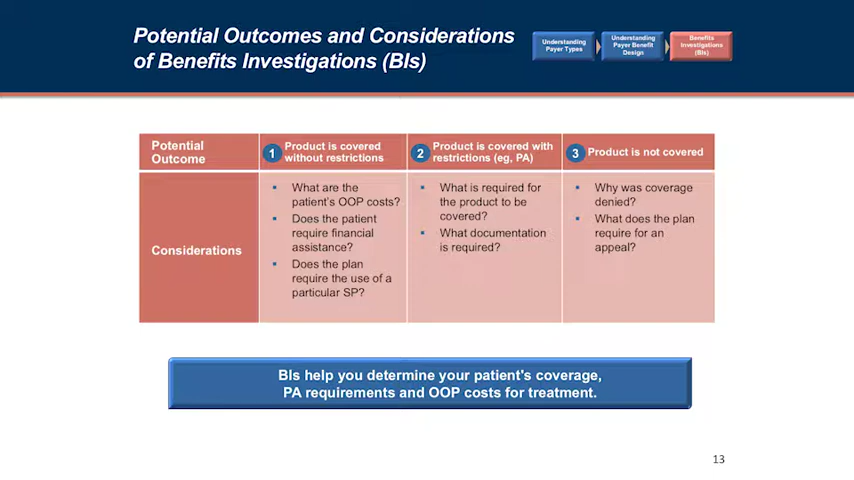 Potential Outcomes and Considerations
of Benefits Investigations (BIs)
Understanding
Payer Types
Understanding
Payer Benefit
Design
Benefits
Investigations
(BIs)
Potential
Outcome
1
Product is covered
without restrictions
2
Product is covered with
restrictions (eg, PA)
3
Product is not covered
Considerations
▪ What are the
patient's OOP costs?
▪ Does the patient
require financial
assistance?
▪ Does the plan
require the use of a
particular SP?
▪ What is required for
the product to be
covered?
▪ What documentation
is required?
▪ Why was coverage
denied?
▪ What does the plan
require for an
appeal?
BIs help you determine your patient's coverage,
PA requirements and OOP costs for treatment.
13